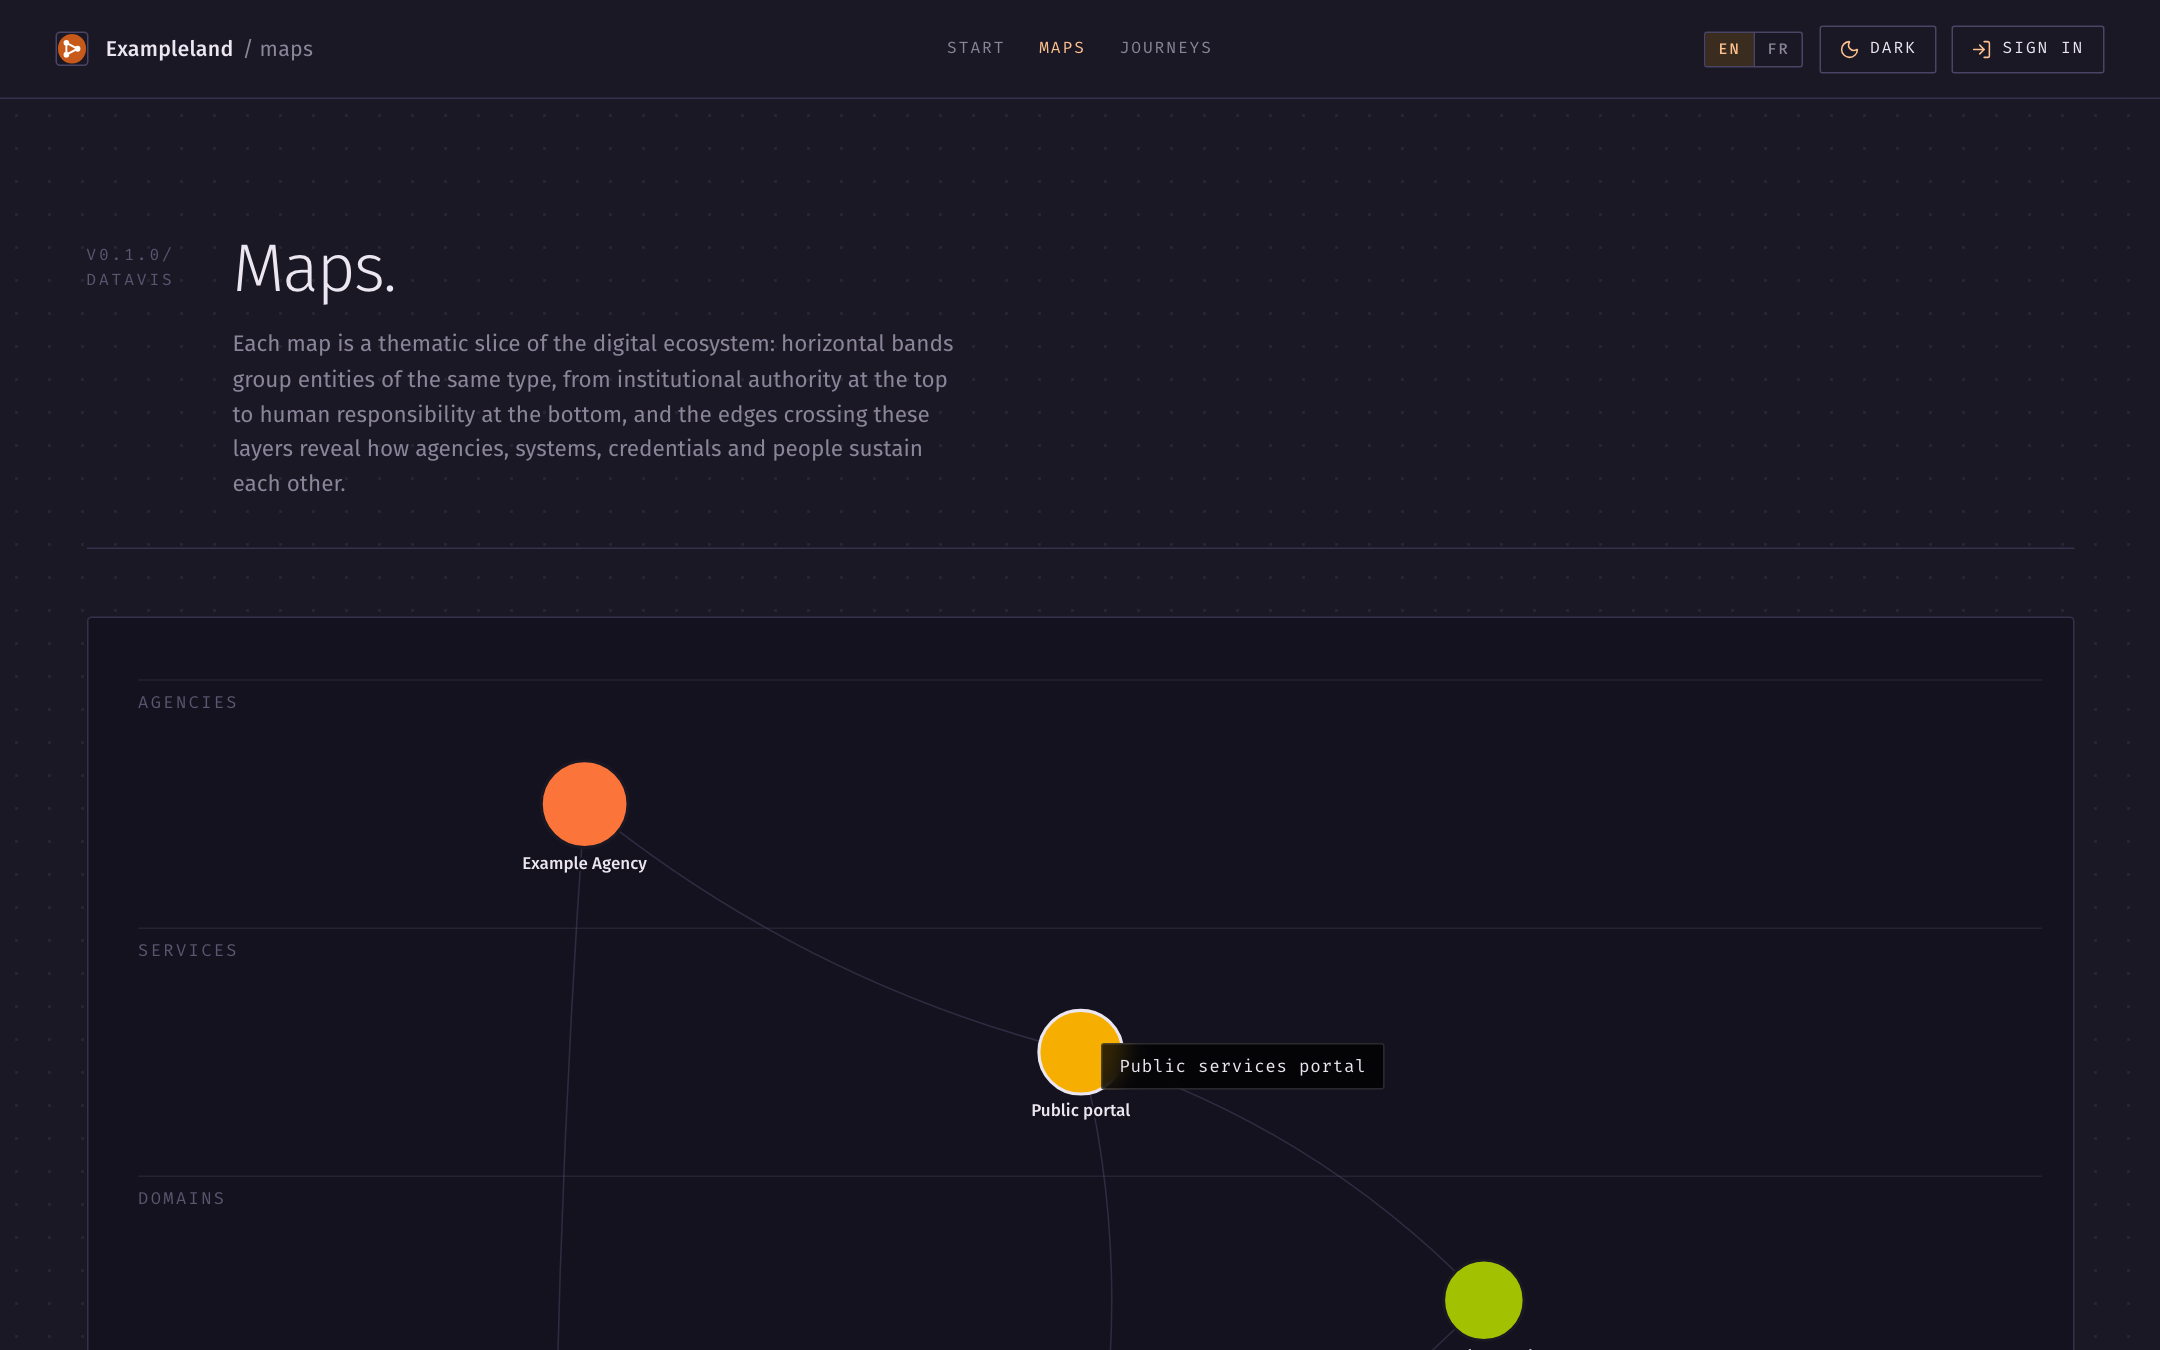 Exampleland / maps
START MAPS JOURNEYS
EN FR DARK SIGN IN
V0.1.0/
DATAVIS
Maps.
Each map is a thematic slice of the digital ecosystem: horizontal bands
group entities of the same type, from institutional authority at the top
to human responsibility at the bottom, and the edges crossing these
layers reveal how agencies, systems, credentials and people sustain
each other.
AGENCIES
Example Agency
SERVICES
Public services portal
Public portal
DOMAINS